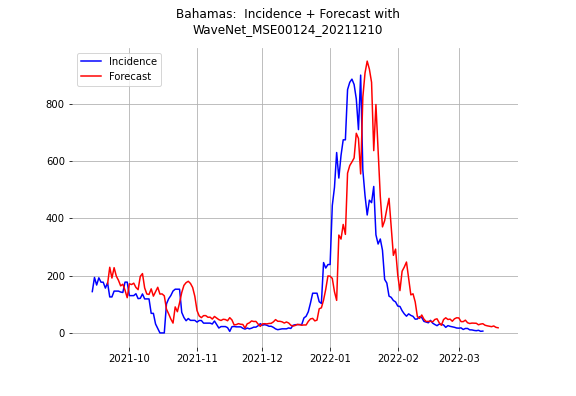 Bahamas:  Incidence + Forecast with
WaveNet_MSE00124_20211210
Incidence
Forecast
800
600
400
200
0
2021-10
2021-11
2021-12
2022-01
2022-02
2022-03